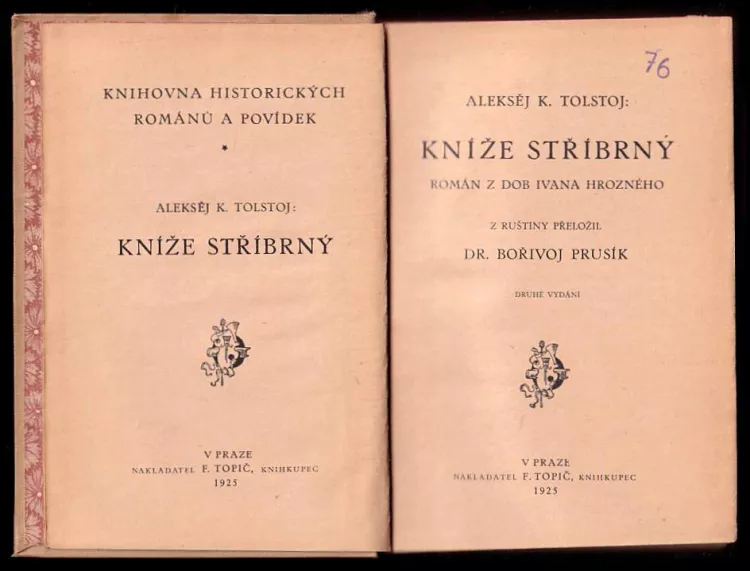 KNIHOVNA HISTORICKÝCH
ROMÁNŮ A POVÍDEK
*
ALEKSĚJ K. TOLSTOJ:
KNÍŽE STŘÍBRNÝ
V PRAZE
NAKLADATEL F. TOPIČ, KNIHKUPEC
1925
76
ALEKSĚJ K. TOLSTOJ:
KNÍŽE STŘÍBRNÝ
ROMÁN Z DOB IVANA HROZNÉHO
Z RUŠTINY PŘELOŽIL
DR. BOŘIVOJ PRUSÍK
DRUHÉ VYDÁNÍ
V PRAZE
NAKLADATEL F. TOPIČ, KNIHKUPEC
1925